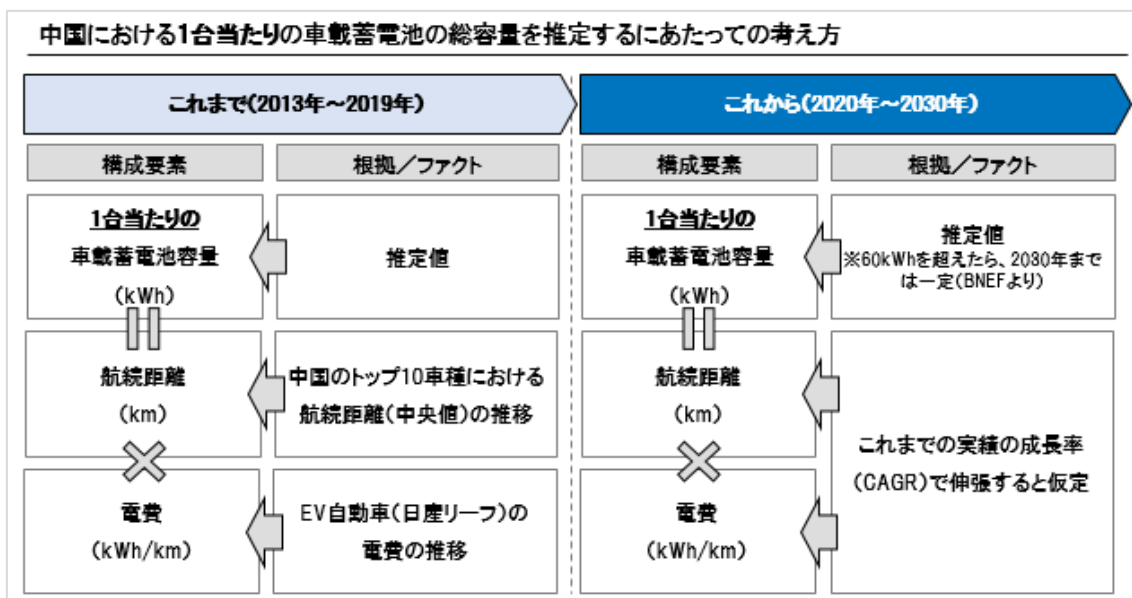 中国における1台当たりの車載蓄電池の総容量を推定するにあたっての考え方
これまで(2013年～2019年)
構成要素
根拠／ファクト
1台当たりの
車載蓄電池容量
(kWh)
推定値
航続距離
(km)
中国のトップ10車種における
航続距離(中央値)の推移
電費
(kWh/km)
EV自動車(日産リーフ)の
電費の推移
これから(2020年～2030年)
構成要素
根拠／ファクト
1台当たりの
車載蓄電池容量
(kWh)
推定値
※60kWhを超えたら、2030年まで
は一定(BNEFより)
航続距離
(km)
電費
(kWh/km)
これまでの実績の成長率
(CAGR)で伸張すると仮定